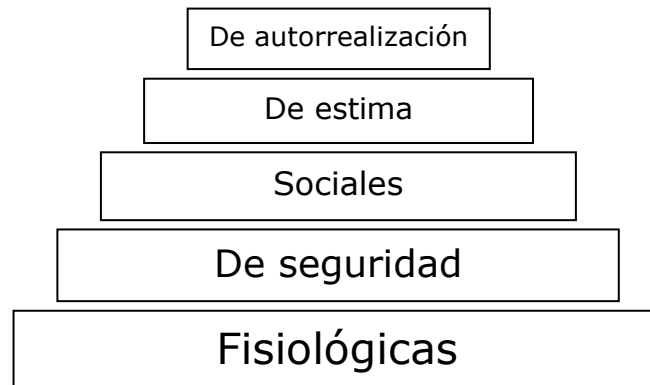 De autorrealización
De estima
Sociales
De seguridad
Fisiológicas